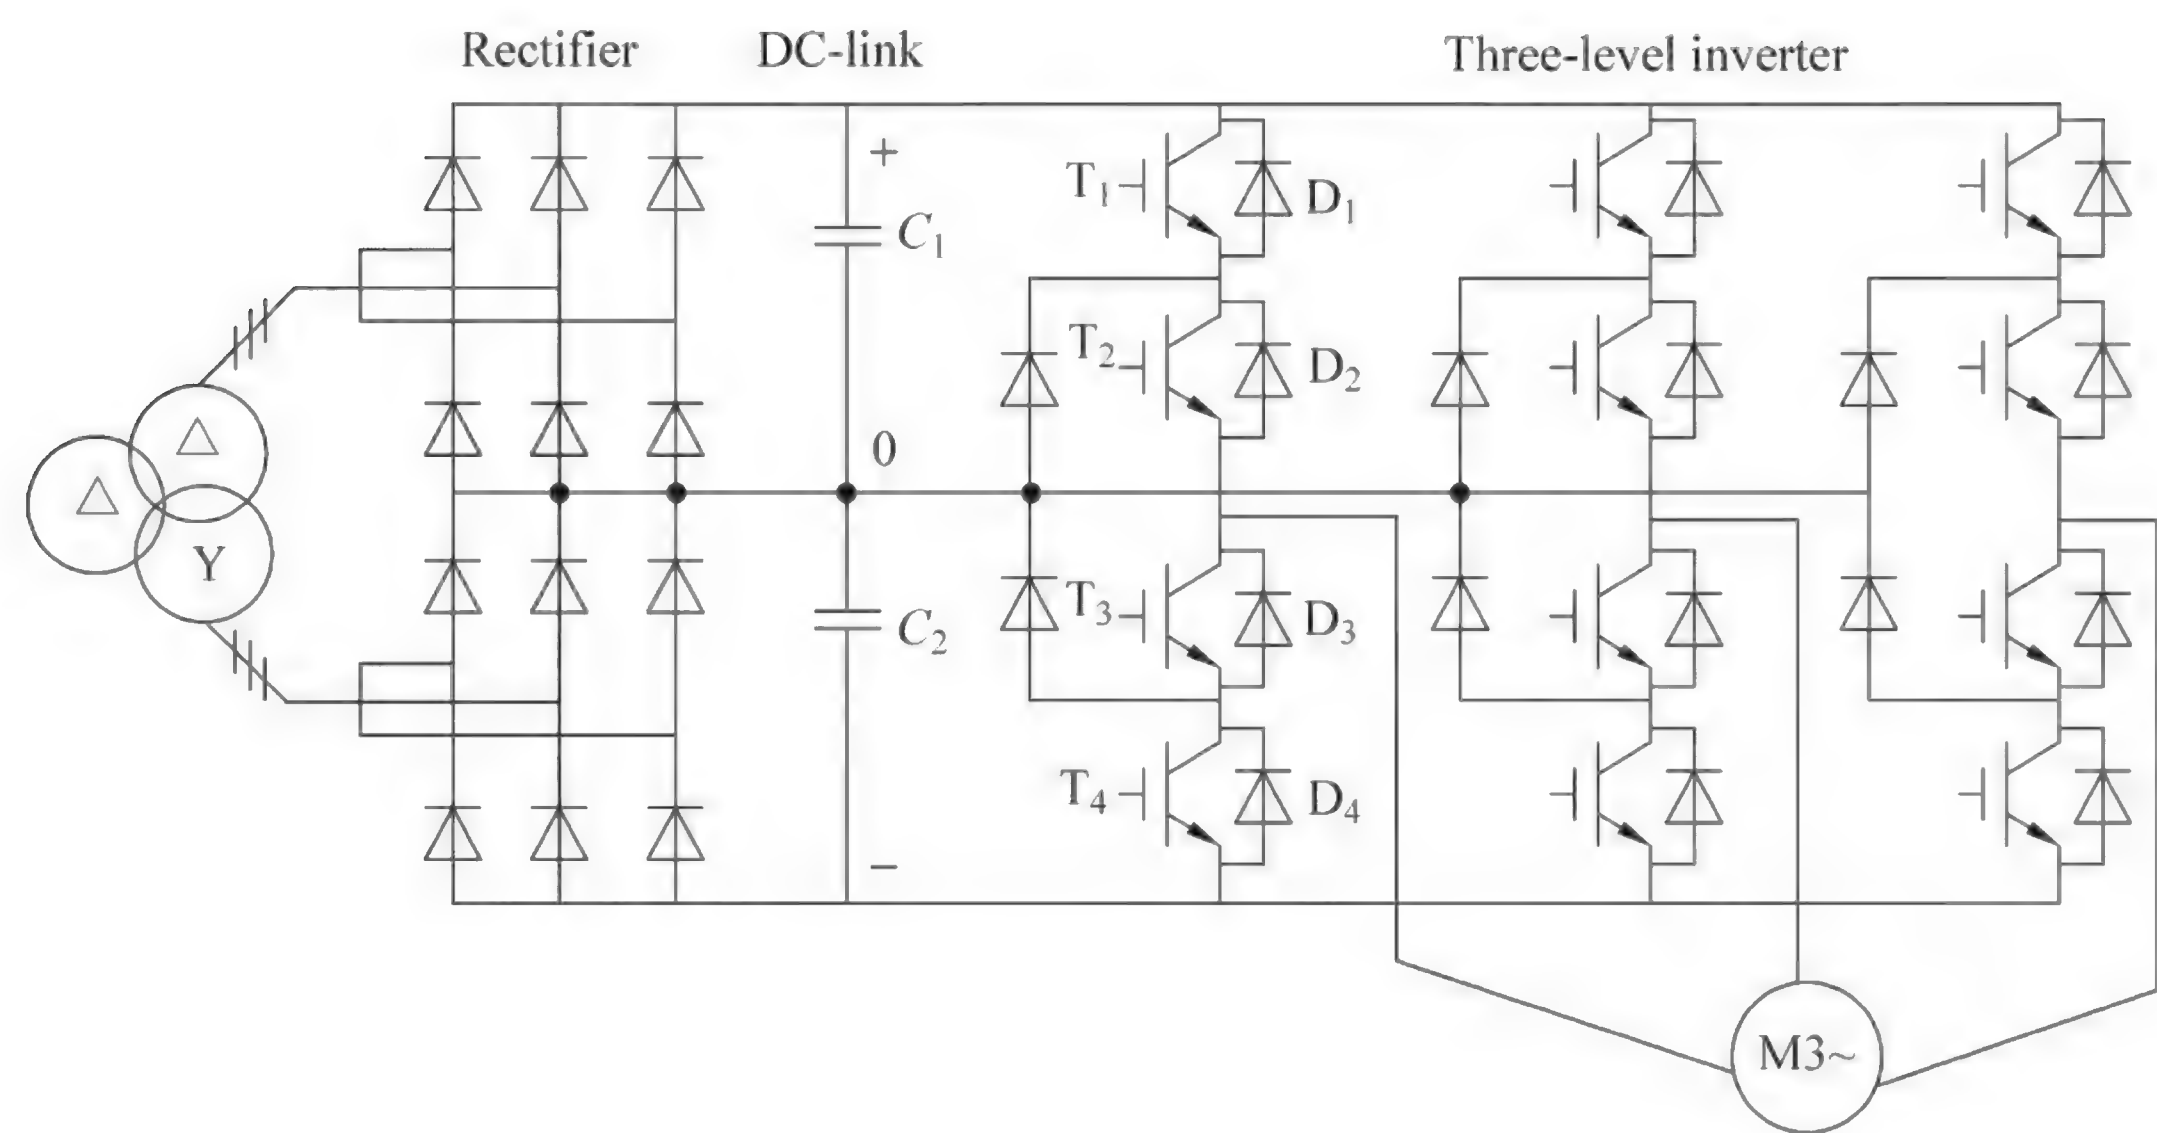 Rectifier
DC-link
Three-level inverter
+
C₁
T₁
D₁
T₂
D₂
0
△
△
Y
C₂
T₃
D₃
T₄
D₄
−
M3~